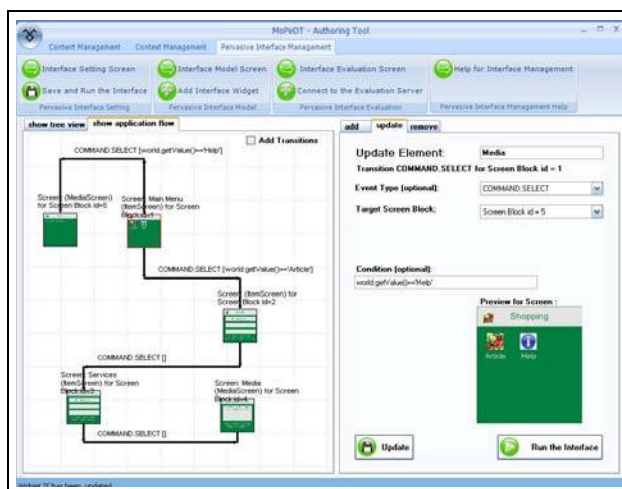 MoPeDT - Authoring Tool
Content Management Context Management Pervasive Interface Management
Interface Setting Screen Interface Model Screen Interface Evaluation Screen Help for Interface Management
Save and Run the Interface Add Interface Widget Connect to the Evaluation Server
Pervasive Interface Setting Pervasive Interface Model Pervasive Interface Evaluation Pervasive Interface Management Help
show tree view show application flow
Add Transitions
COMMAND.SELECT [world.getValue()=='Help']
Screen: (MediaScreen)
for Screen Block id=5
Screen: Main Menu
(ItemScreen) for Screen
Block id=1
COMMAND.SELECT [world.getValue()=='Article']
Screen: (ItemScreen) for
Screen Block id=2
COMMAND.SELECT []
Screen: Services
(ItemScreen) for Screen
Block id=3
Screen: Media
(MediaScreen) for Screen
Block id=4
COMMAND.SELECT []
add update remove
Update Element: Media
Transition COMMAND.SELECT for Screen Block id = 1
Event Type (optional): COMMAND.SELECT
Target Screen Block: Screen Block id = 5
Condition (optional):
world.getValue()=='Help'
Preview for Screen :
Shopping
Article Help
Update Run the Interface
has been updated